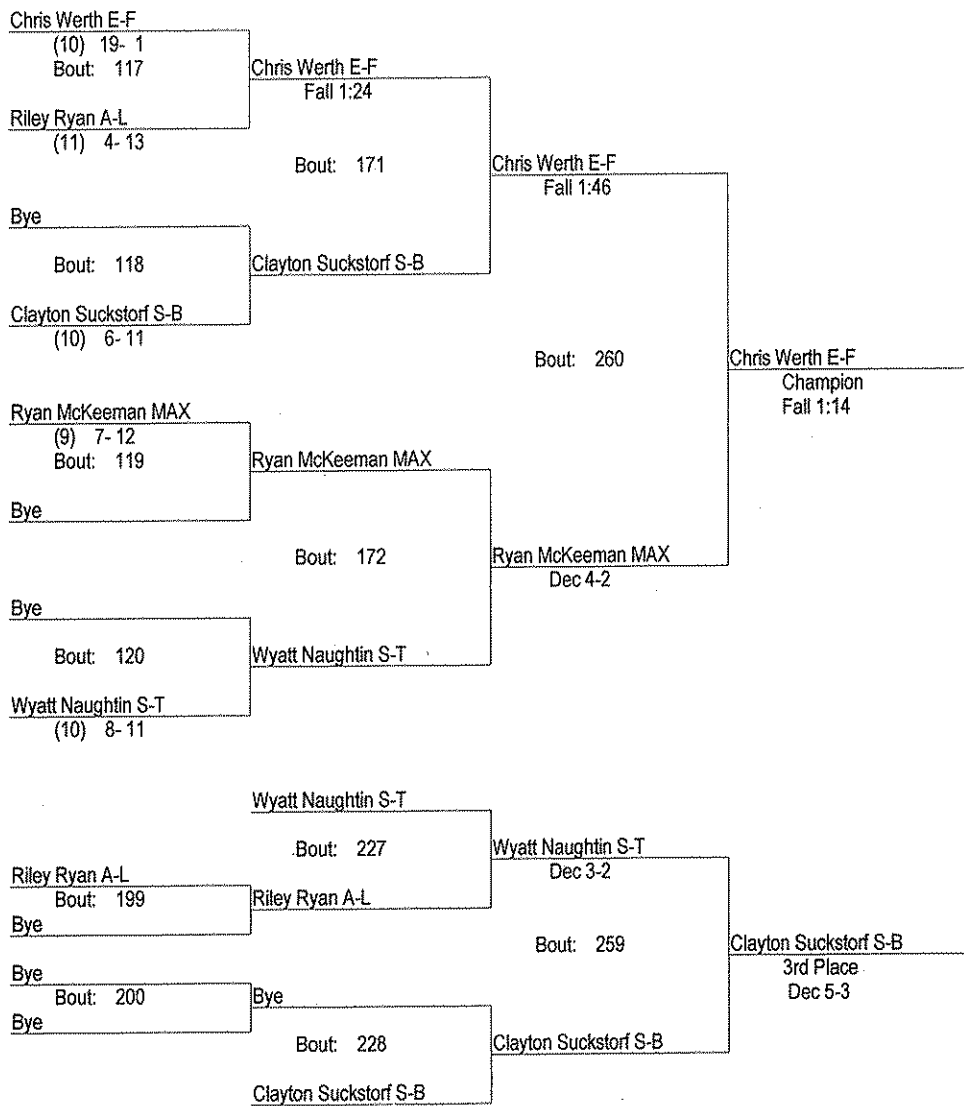 Chris Werth E-F
(10) 19- 1
Bout: 117
Chris Werth E-F
Fall 1:24
Riley Ryan A-L
(11) 4- 13
Bout: 171
Chris Werth E-F
Fall 1:46
Bye
Bout: 118
Clayton Suckstorf S-B
Clayton Suckstorf S-B
(10) 6- 11
Bout: 260
Chris Werth E-F
Champion
Fall 1:14
Ryan McKeeman MAX
(9) 7- 12
Bout: 119
Ryan McKeeman MAX
Bye
Bout: 172
Ryan McKeeman MAX
Dec 4-2
Bye
Bout: 120
Wyatt Naughtin S-T
Wyatt Naughtin S-T
(10) 8- 11
Wyatt Naughtin S-T
Bout: 227
Wyatt Naughtin S-T
Dec 3-2
Riley Ryan A-L
Bout: 199
Riley Ryan A-L
Bye
Bout: 259
Clayton Suckstorf S-B
3rd Place
Dec 5-3
Bye
Bout: 200
Bye
Bye
Bout: 228
Clayton Suckstorf S-B
Clayton Suckstorf S-B